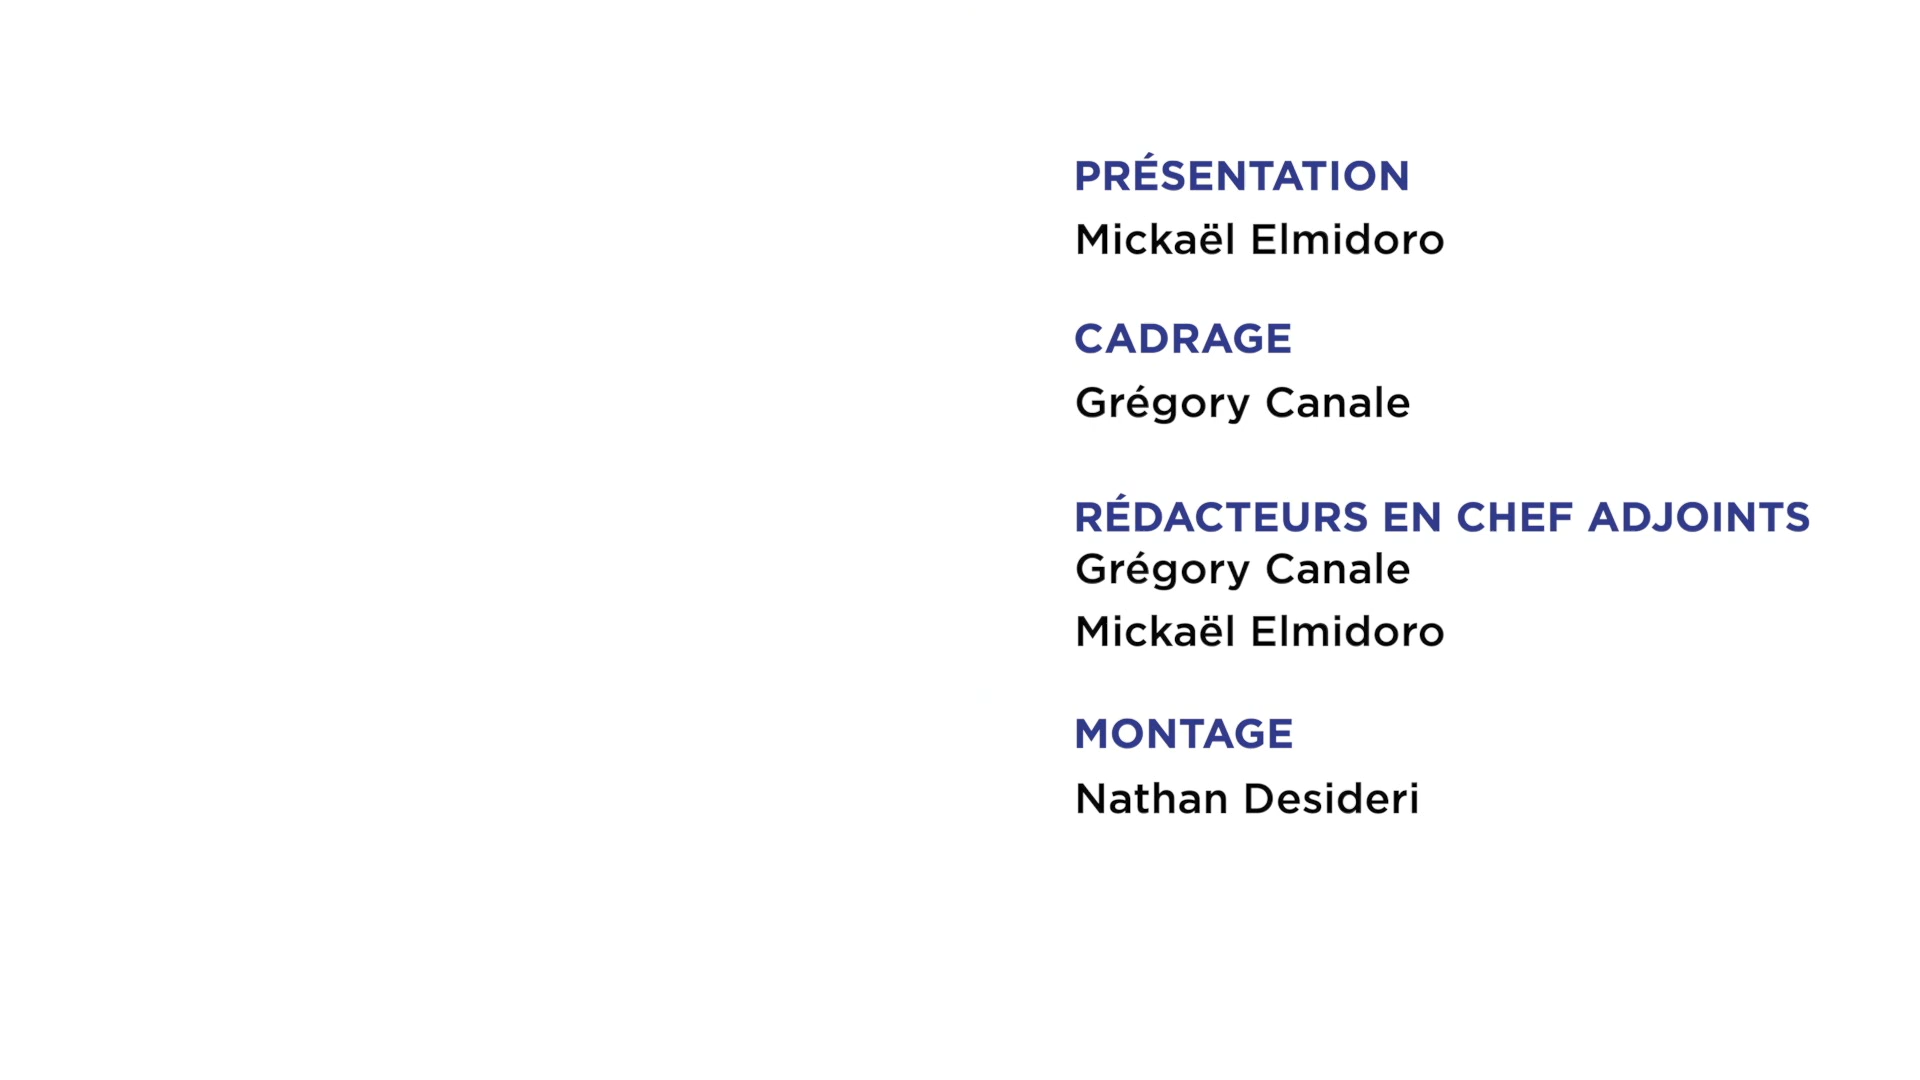 PRÉSENTATION
Mickaël Elmidoro
CADRAGE
Grégory Canale
RÉDACTEURS EN CHEF ADJOINTS
Grégory Canale
Mickaël Elmidoro
MONTAGE
Nathan Desideri